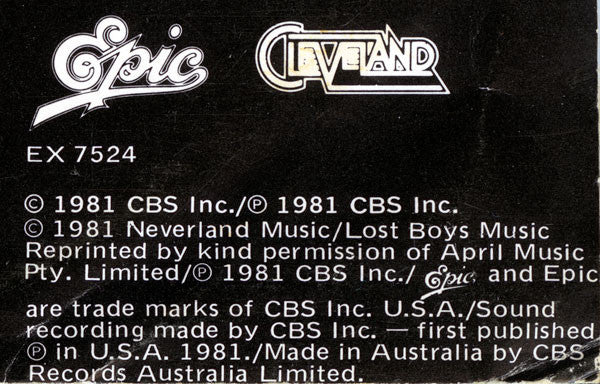 Epic CLEVELAND
EX 7524
© 1981 CBS Inc./℗ 1981 CBS Inc.
© 1981 Neverland Music/Lost Boys Music
Reprinted by kind permission of April Music
Pty. Limited/℗ 1981 CBS Inc./ Epic and Epic
are trade marks of CBS Inc. U.S.A./Sound
recording made by CBS Inc. — first published
℗ in U.S.A. 1981./Made in Australia by CBS
Records Australia Limited.